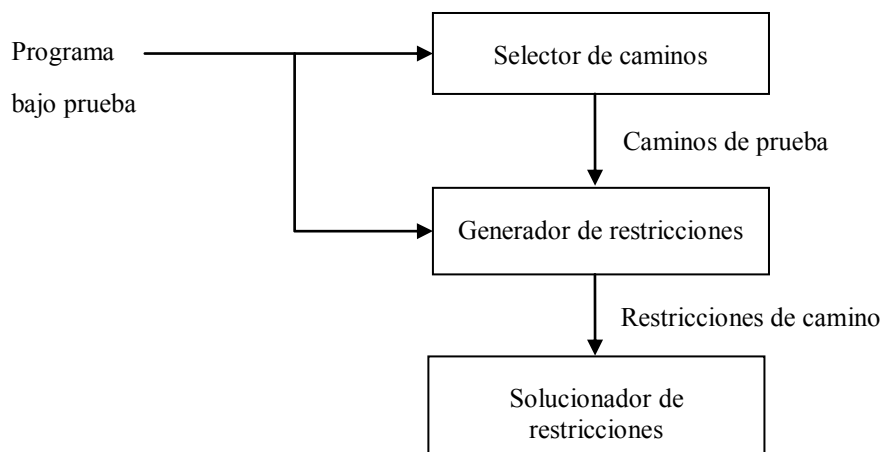 Programa
bajo prueba
Selector de caminos
Caminos de prueba
Generador de restricciones
Restricciones de camino
Solucionador de
restricciones